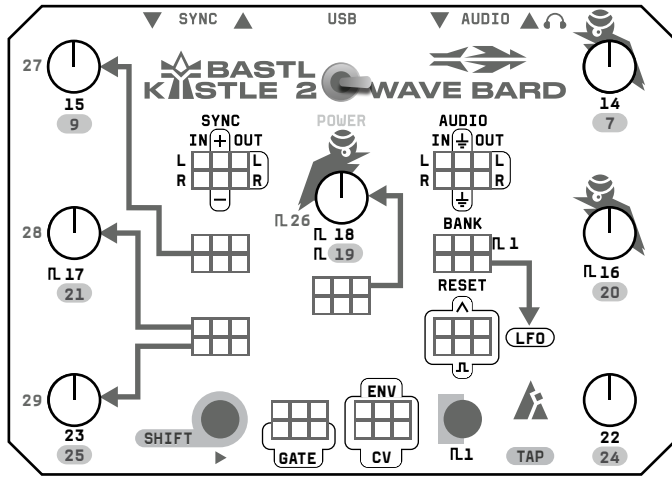 SYNC USB AUDIO
27 BASTL
KASTLE 2 WAVE BARD
15 14
9 7
SYNC POWER AUDIO
IN + OUT IN OUT
L L L L
R R R R
−
26
28 18 BANK
19 1
17 16
21 20
RESET
LFO
29
ENV
23 22
25 SHIFT GATE CV 1 TAP 24